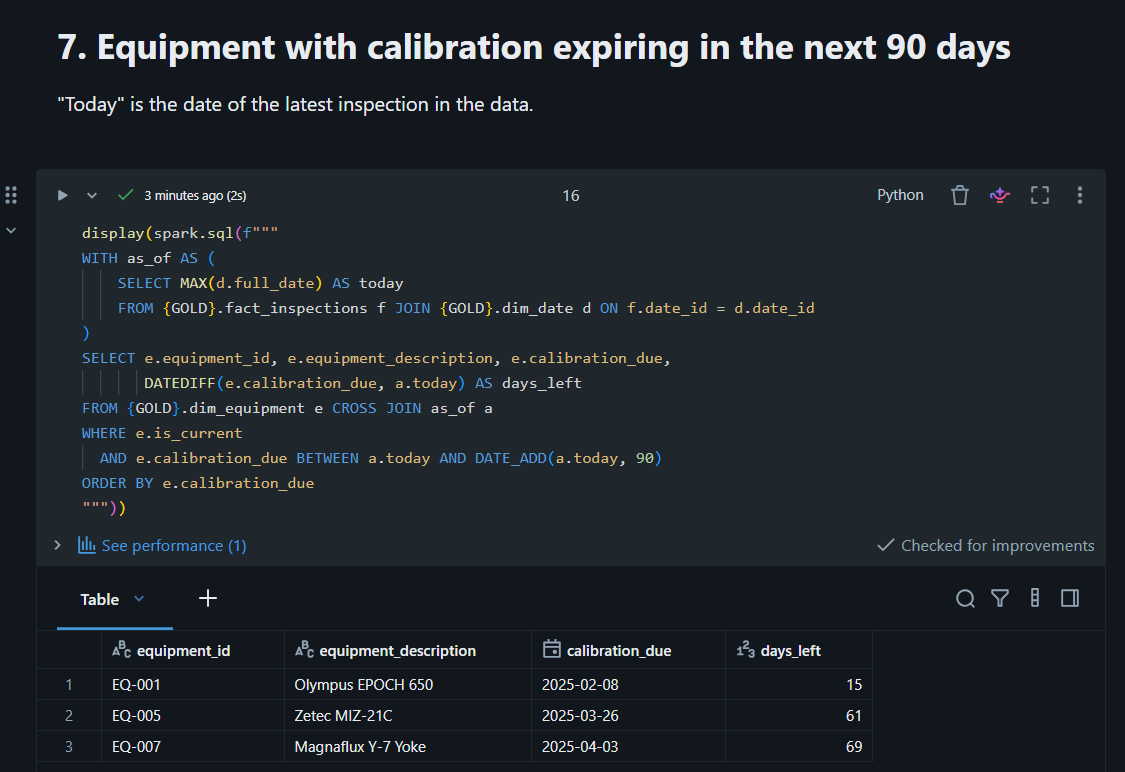 7. Equipment with calibration expiring in the next 90 days
"Today" is the date of the latest inspection in the data.
3 minutes ago (2s)
16
Python
display(spark.sql(f"""
WITH as_of AS (
    SELECT MAX(d.full_date) AS today
    FROM {GOLD}.fact_inspections f JOIN {GOLD}.dim_date d ON f.date_id = d.date_id
)
SELECT e.equipment_id, e.equipment_description, e.calibration_due,
       DATEDIFF(e.calibration_due, a.today) AS days_left
FROM {GOLD}.dim_equipment e CROSS JOIN as_of a
WHERE e.is_current
  AND e.calibration_due BETWEEN a.today AND DATE_ADD(a.today, 90)
ORDER BY e.calibration_due
"""))
See performance (1)
Checked for improvements
Table
equipment_id equipment_description calibration_due days_left
1 EQ-001 Olympus EPOCH 650 2025-02-08 15
2 EQ-005 Zetec MIZ-21C 2025-03-26 61
3 EQ-007 Magnaflux Y-7 Yoke 2025-04-03 69